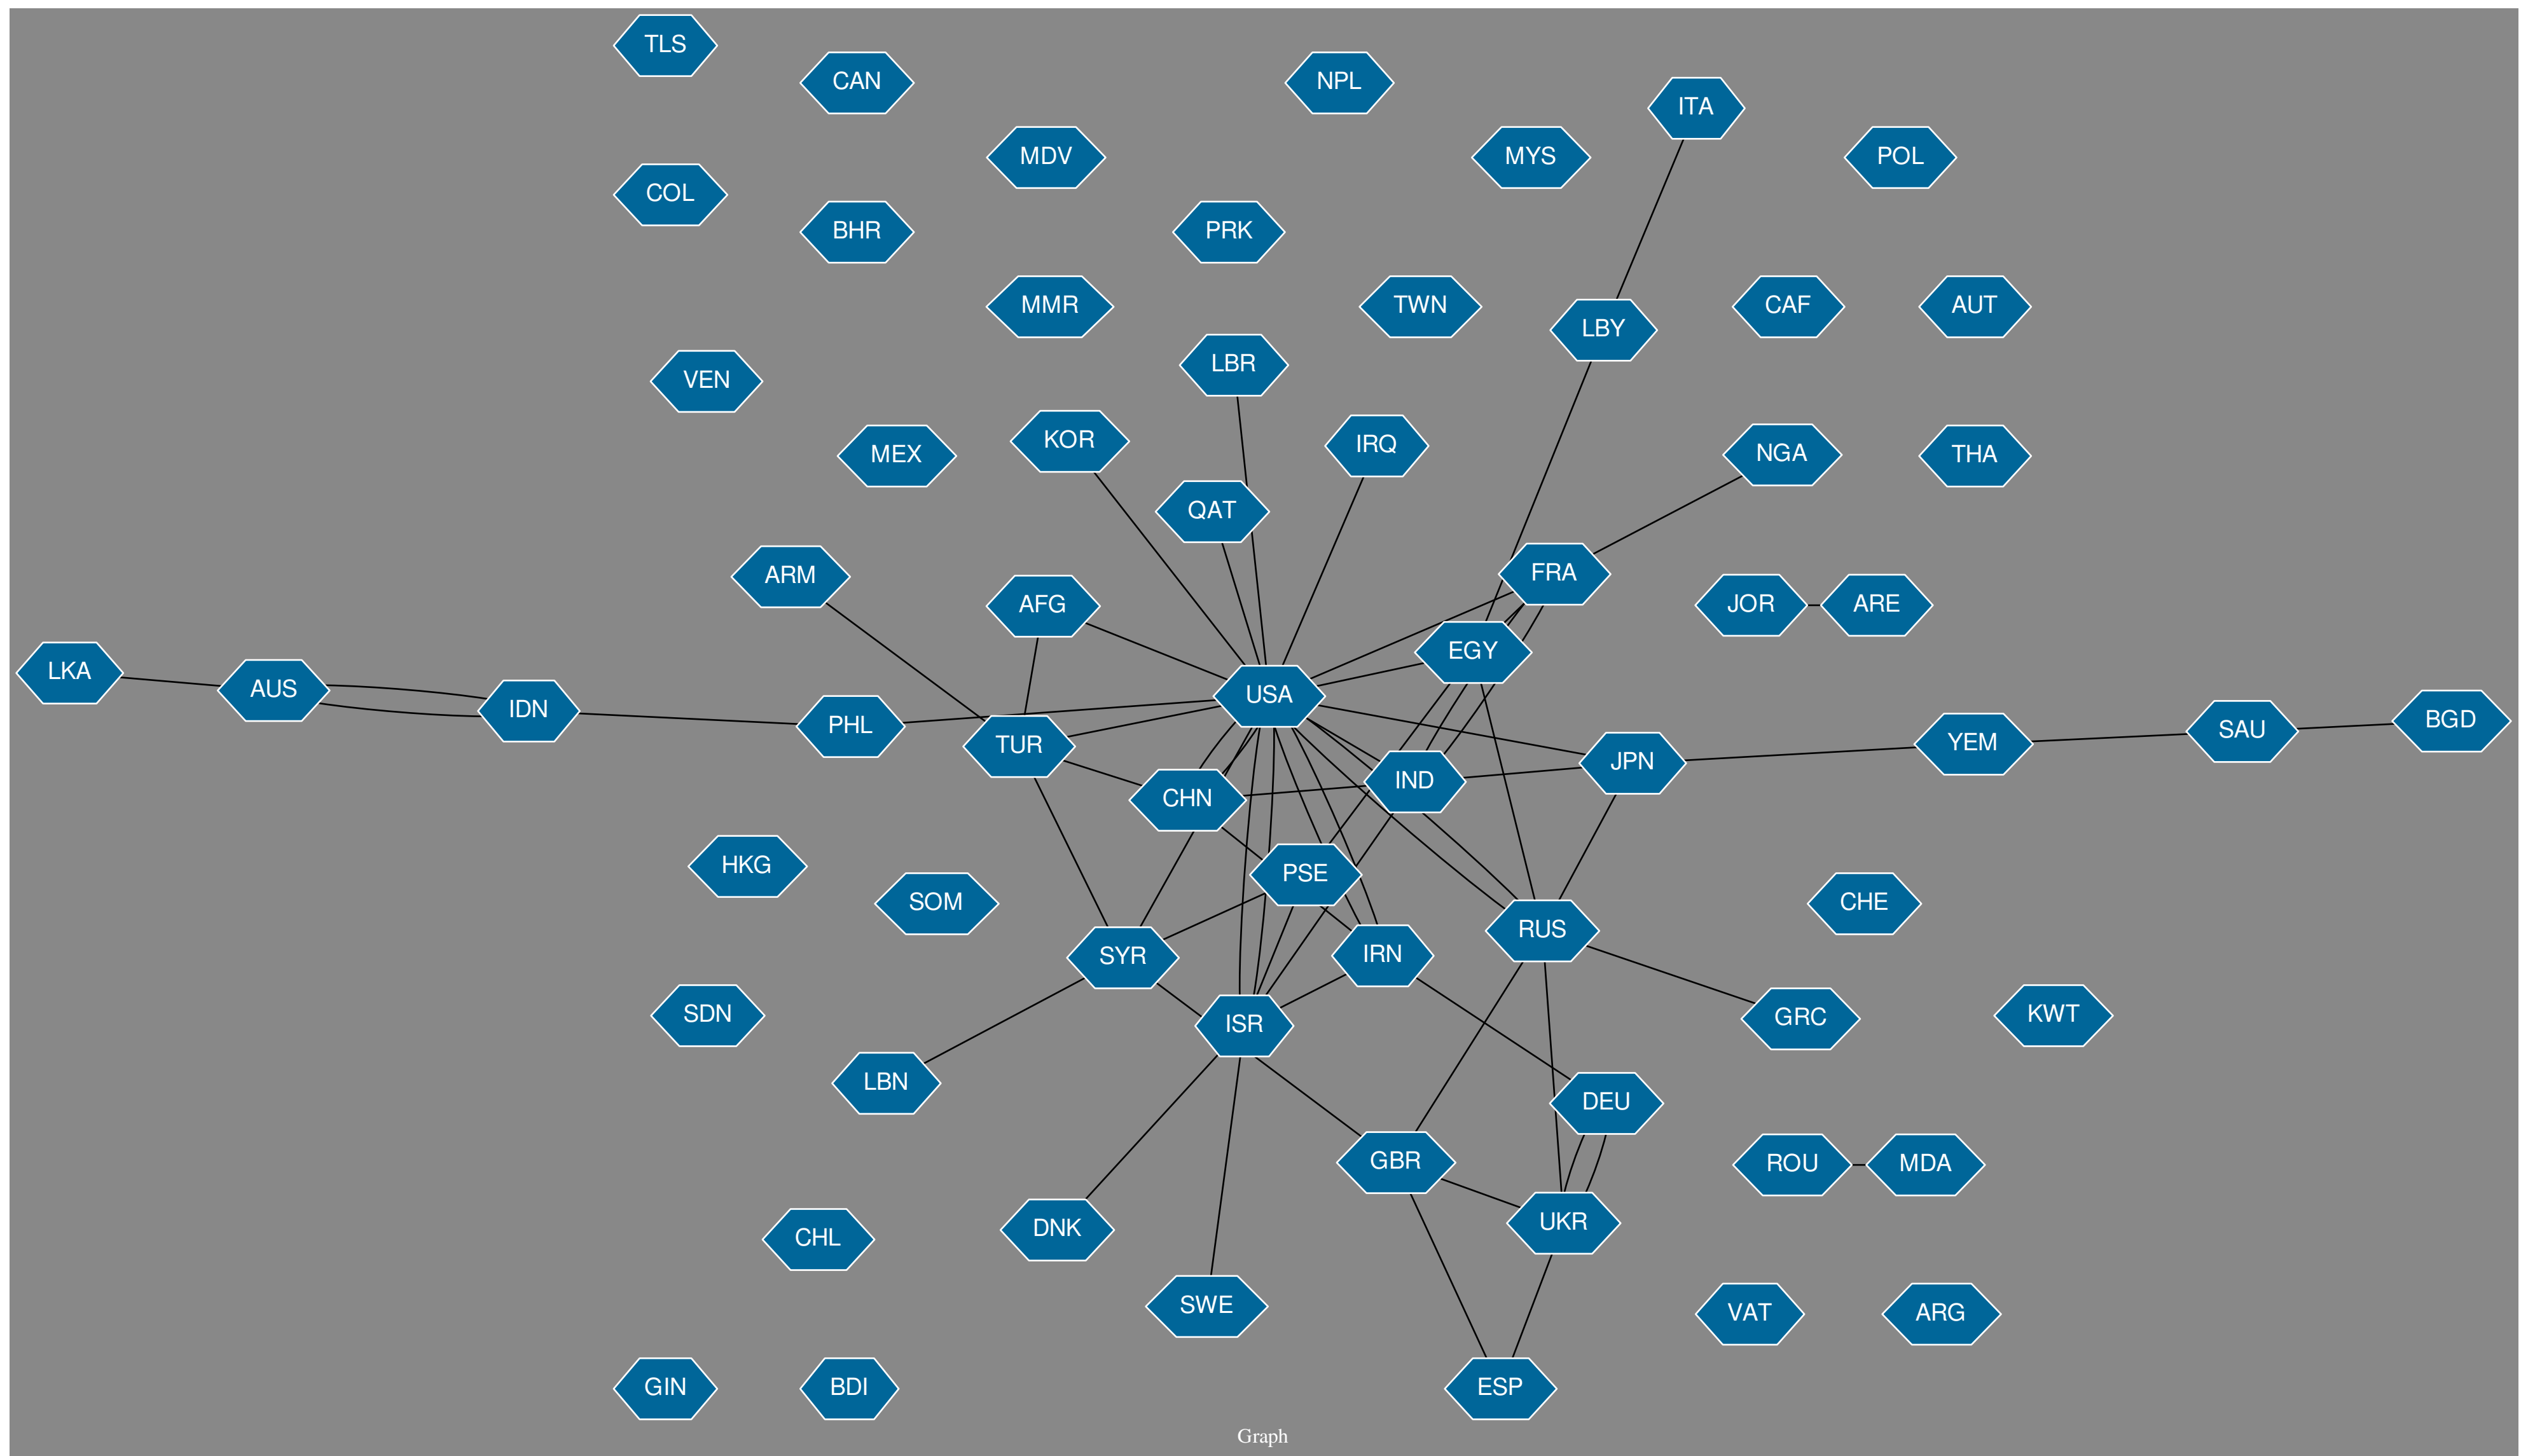 TLS
CAN
NPL
ITA
MDV
MYS
POL
COL
BHR
PRK
MMR
TWN
CAF
AUT
LBY
LBR
VEN
KOR
IRQ
MEX
NGA
THA
QAT
FRA
ARM
AFG
JOR
ARE
EGY
LKA
AUS
USA
IDN
BGD
PHL
SAU
TUR
YEM
JPN
IND
CHN
HKG
PSE
SOM
CHE
RUS
SYR
IRN
SDN
ISR
GRC
KWT
LBN
DEU
GBR
ROU
MDA
UKR
DNK
CHL
SWE
VAT
ARG
GIN
BDI
ESP
Graph